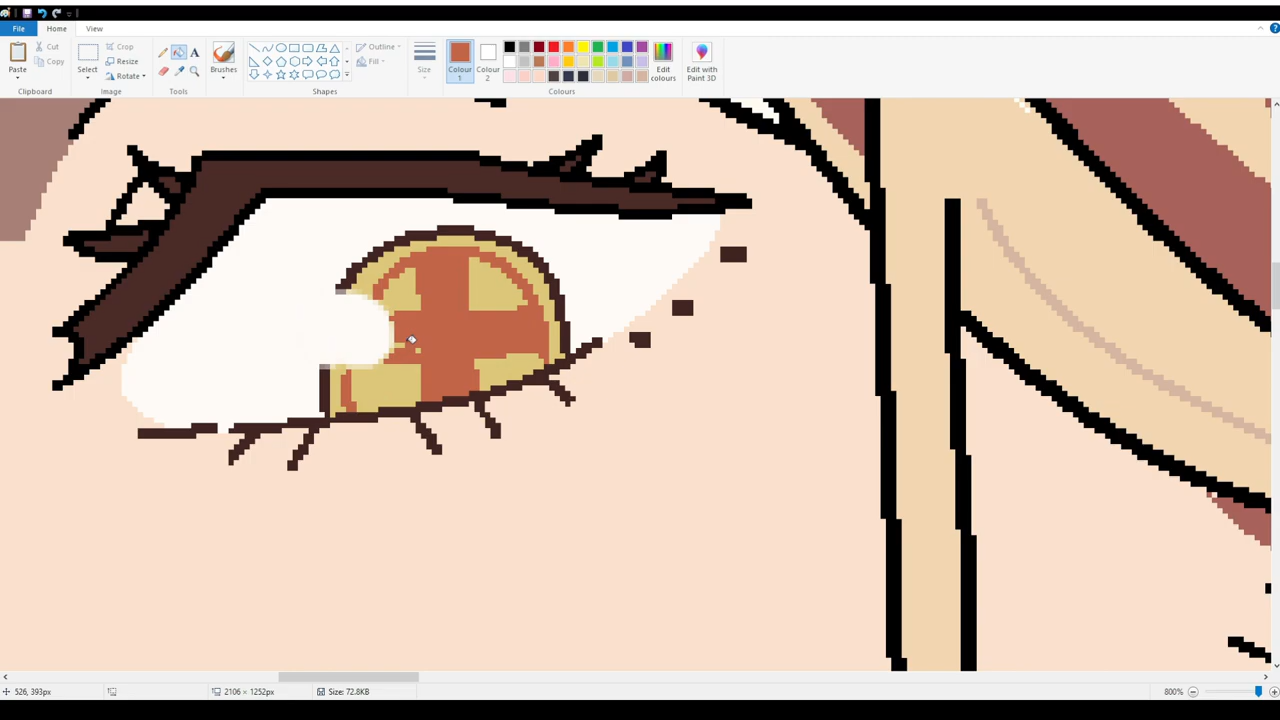 File
Home
View
Paste
Cut
Copy
Clipboard
Select
Crop
Resize
Rotate
Image
A
Tools
Brushes
Outline
Fill
Shapes
Size
Colour
1
Colour
2
Edit
colours
Edit with
Paint 3D
Colours
526, 393px
2106 × 1252px
Size: 72.8KB
800%